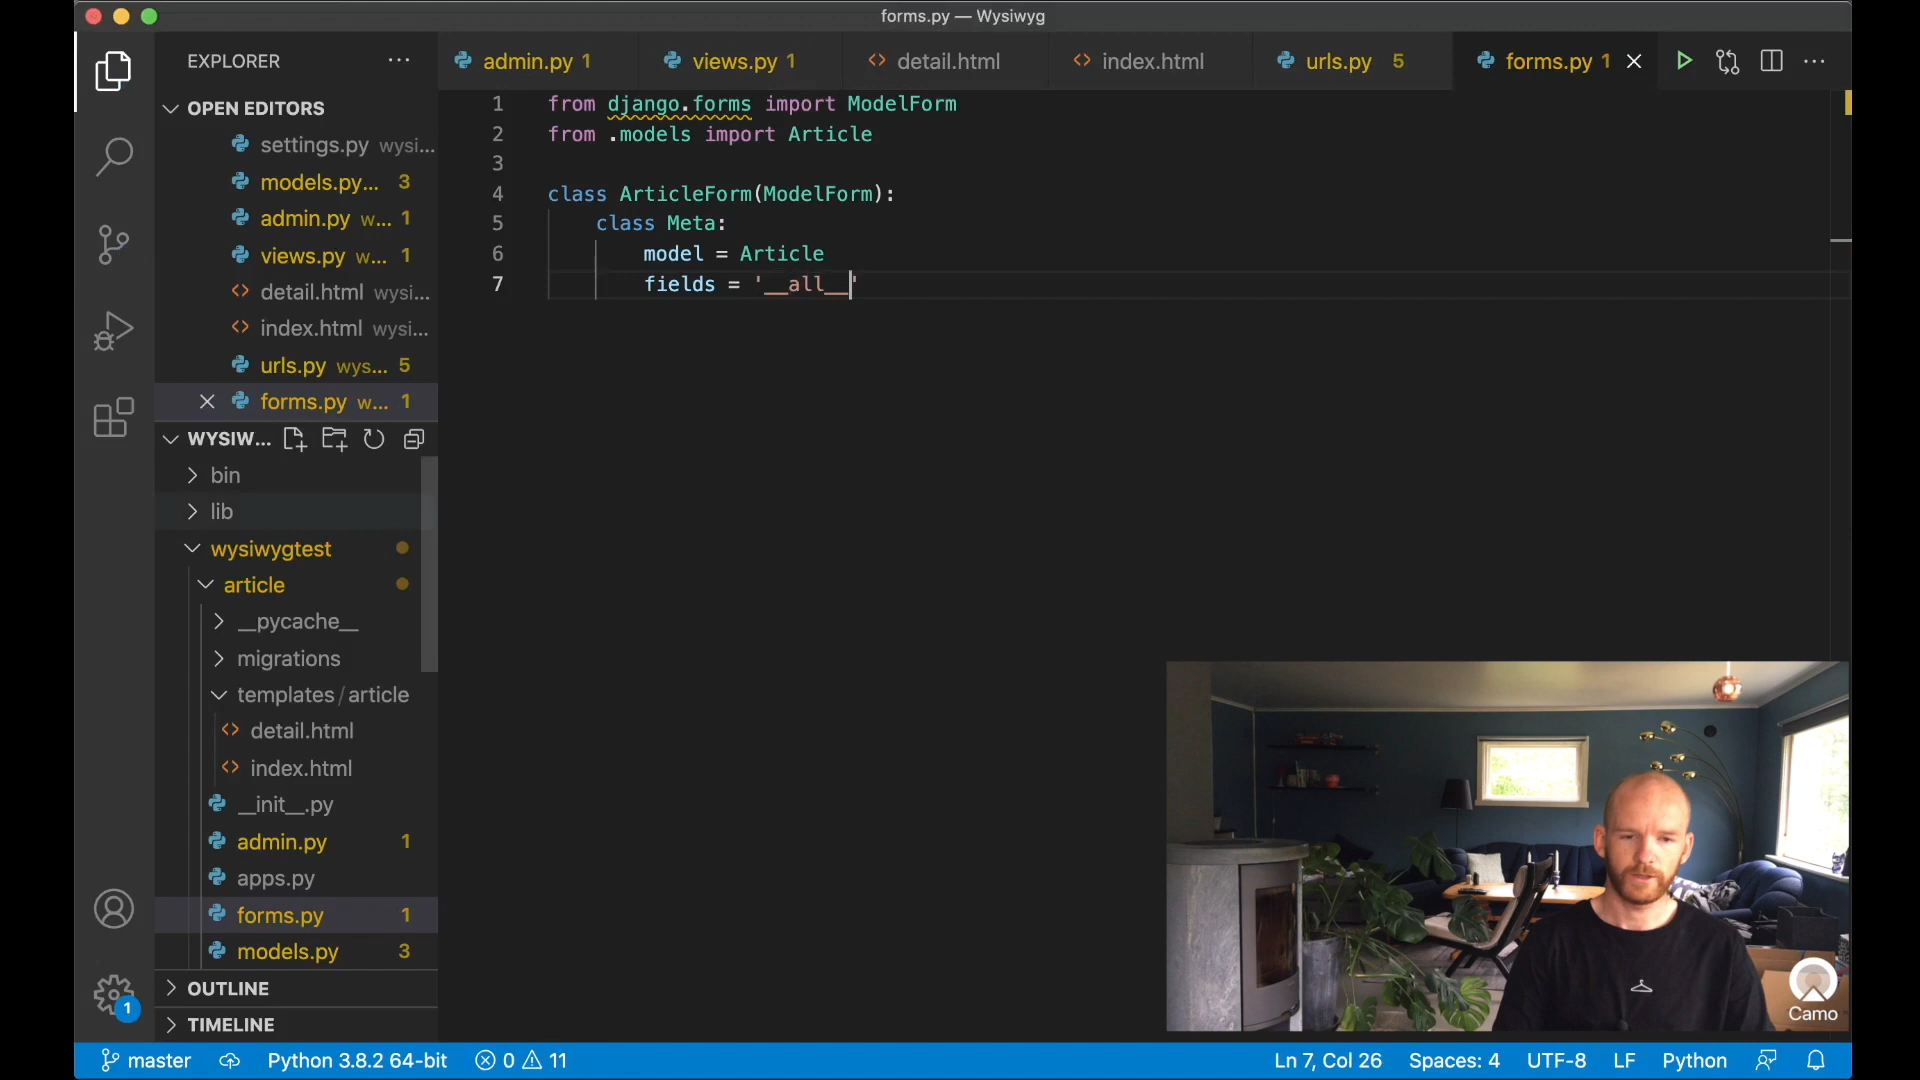 forms.py — Wysiwyg
EXPLORER
admin.py 1
views.py 1
detail.html
index.html
urls.py 5
forms.py 1
OPEN EDITORS
settings.py wysi...
models.py... 3
admin.py w... 1
views.py w... 1
detail.html wysi...
index.html wysi...
urls.py wys... 5
forms.py w... 1
WYSIW...
bin
lib
wysiwygtest
article
__pycache__
migrations
templates/article
detail.html
index.html
__init__.py
admin.py 1
apps.py
forms.py 1
models.py 3
OUTLINE
TIMELINE
1
1 from django.forms import ModelForm
2 from .models import Article
3
4 class ArticleForm(ModelForm):
5 class Meta:
6 model = Article
7 fields = '__all__'
Camo
master
Python 3.8.2 64-bit
0
11
Ln 7, Col 26
Spaces: 4
UTF-8
LF
Python